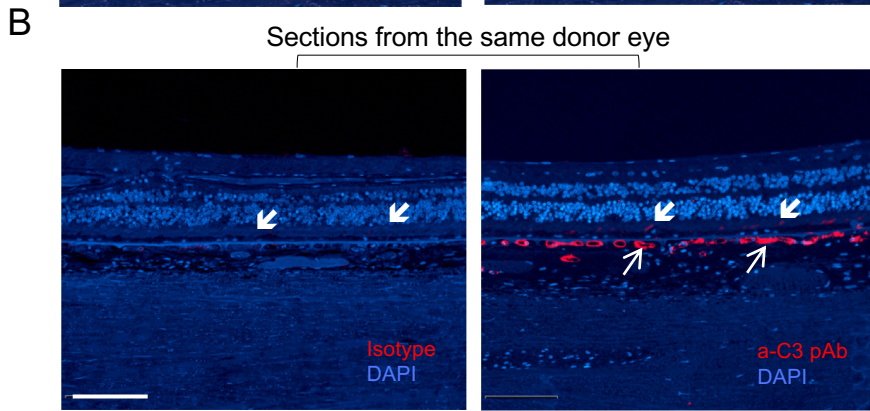 B
Sections from the same donor eye
Isotype
DAPI
a-C3 pAb
DAPI